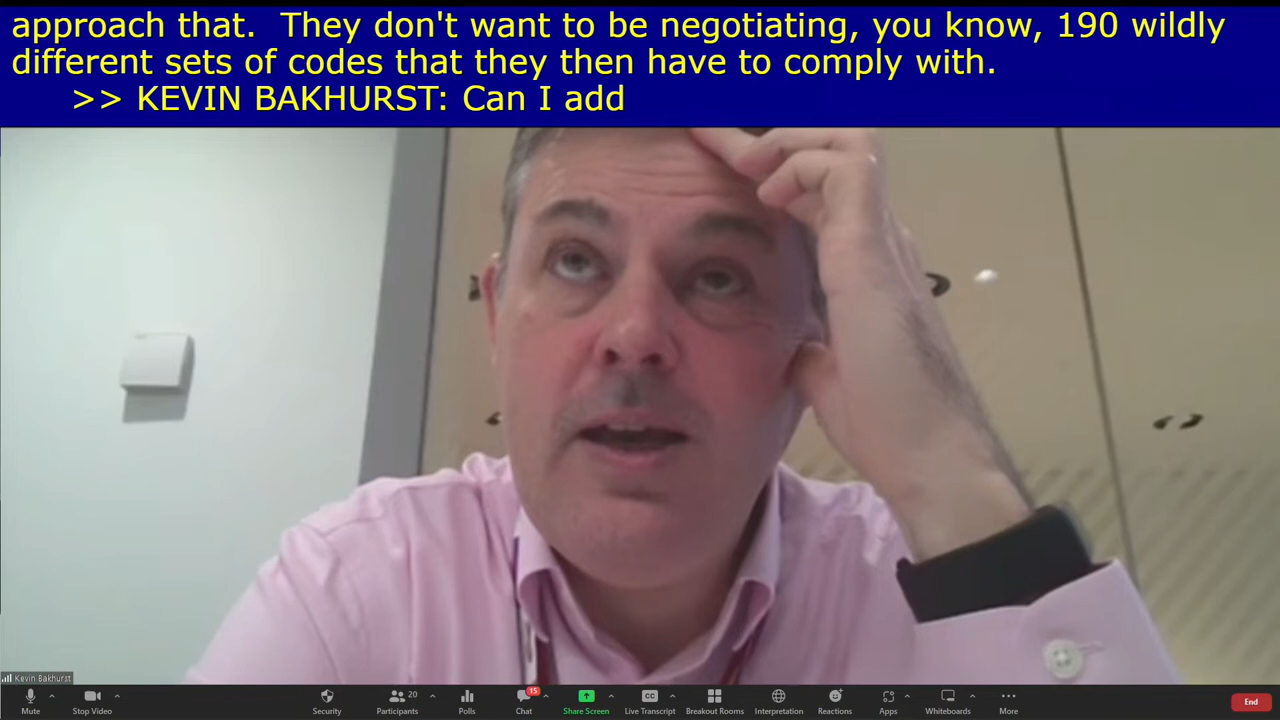 approach that.  They don't want to be negotiating, you know, 190 wildly
different sets of codes that they then have to comply with.
>> KEVIN BAKHURST: Can I add
Kevin Bakhurst
Mute
Stop Video
Security
Participants
20
Polls
Chat
15
Share Screen
CC
Live Transcript
Breakout Rooms
Interpretation
Reactions
Apps
Whiteboards
More
End